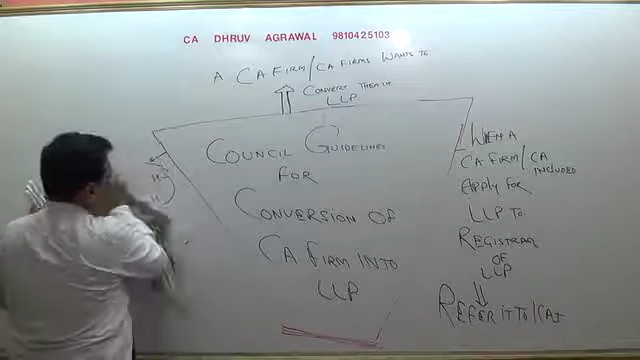 CA DHRUV AGRAWAL 9810425103
A CA FIRM/CA FIRMS WANTS TO
CONVERT THEM IN
LLP
COUNCIL GUIDELINES
FOR
CONVERSION OF
CA FIRM INTO
LLP
WHEN A
CA FIRM/CA
INCLUDED
APPLY FOR
LLP TO
REGISTRAR
OF
LLP
REFER IT TO ICAI